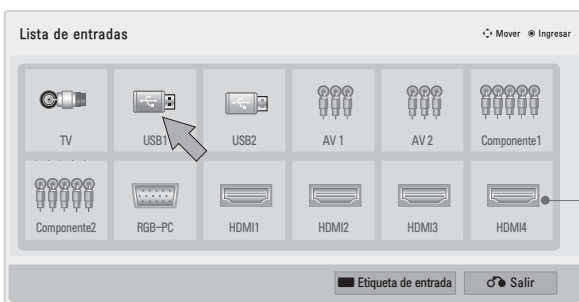 Lista de entradas
Mover Ingresar
TV USB1 USB2 AV 1 AV 2 Componente1
Componente2 RGB-PC HDMI1 HDMI2 HDMI3 HDMI4
Etiqueta de entrada Salir